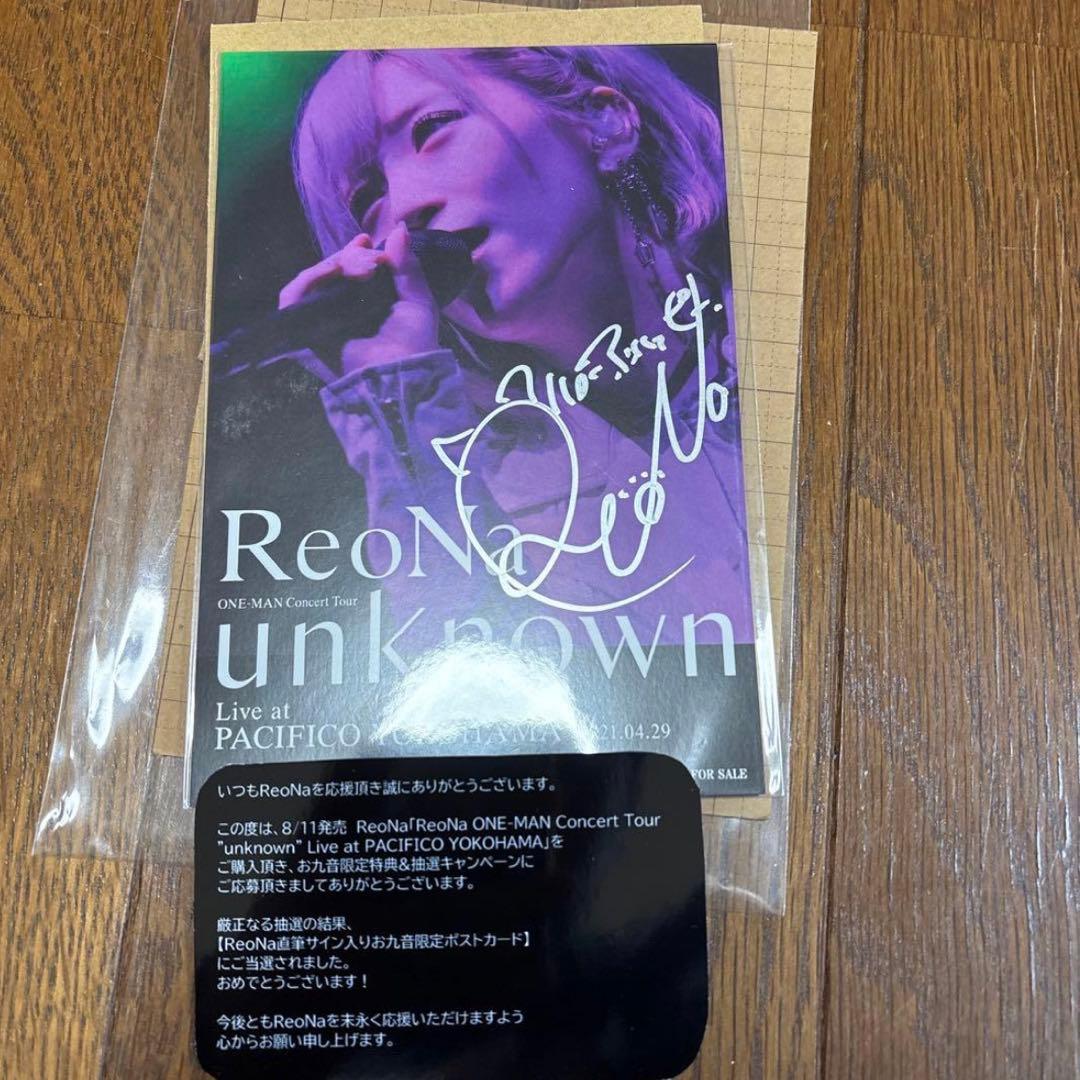 ReoNa
ReoNa
ONE-MAN Concert Tour
unknown
Live at
PACIFICO YOKOHAMA 2021.04.29
FOR SALE
いつもReoNaを応援頂き誠にありがとうございます。
この度は、8/11発売 ReoNa「ReoNa ONE-MAN Concert Tour
"unknown" Live at PACIFICO YOKOHAMA」を
ご購入頂き、お九音限定特典&抽選キャンペーンに
ご応募頂きましてありがとうございます。
厳正なる抽選の結果、
【ReoNa直筆サイン入りお九音限定ポストカード】
にご当選されました。
おめでとうございます！
今後ともReoNaを末永く応援いただけますよう
心からお願い申し上げます。